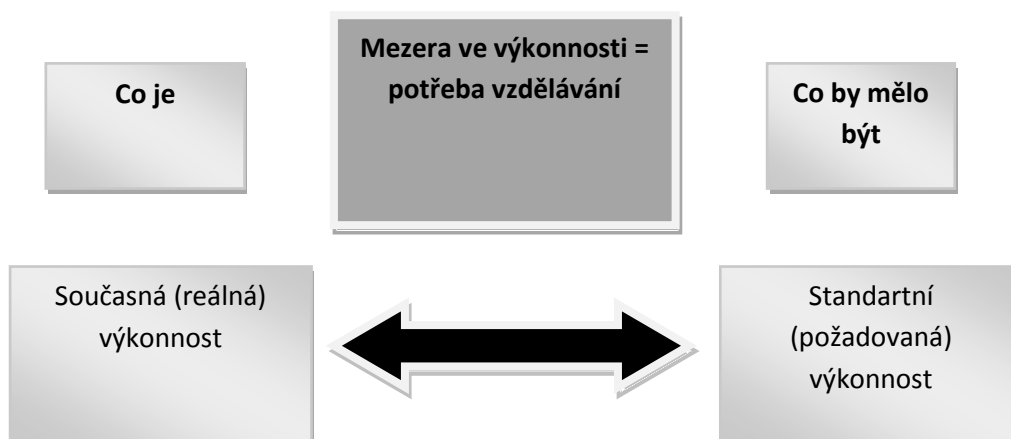 Co je
Mezera ve výkonnosti =
potřeba vzdělávání
Co by mělo
být
Současná (reálná)
výkonnost
Standartní
(požadovaná)
výkonnost